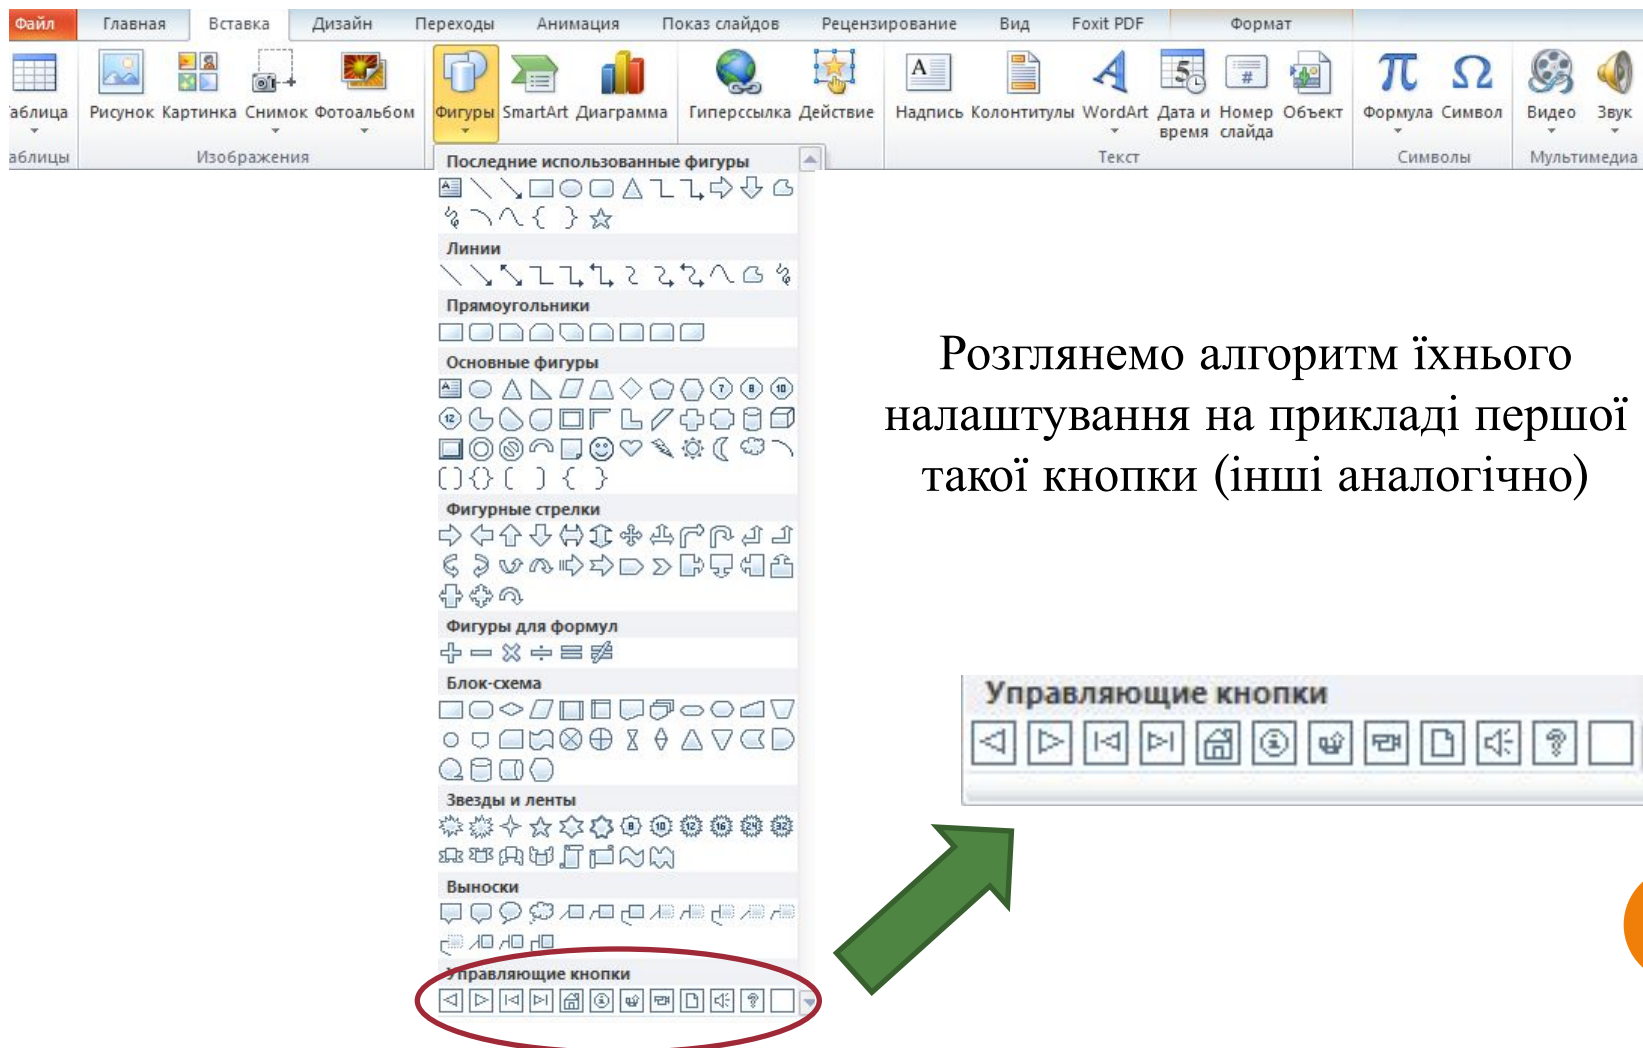 Файл Главная Вставка Дизайн Переходы Анимация Показ слайдов Рецензирование Вид Foxit PDF Формат
аблица Рисунок Картинка Снимок Фотоальбом Фигуры SmartArt Диаграмма Гиперссылка Действие Надпись Колонтитулы WordArt Дата и время Номер слайда Объект Формула Символ Видео Звук
аблицы Изображения Текст Символы Мультимедиа
Последние использованные фигуры
Линии
Прямоугольники
Основные фигуры
Розглянемо алгоритм їхнього
налаштування на прикладі першої
такої кнопки (інші аналогічно)
Фигурные стрелки
Фигуры для формул
Блок-схема
Звезды и ленты
Выноски
Управляющие кнопки
Управляющие кнопки